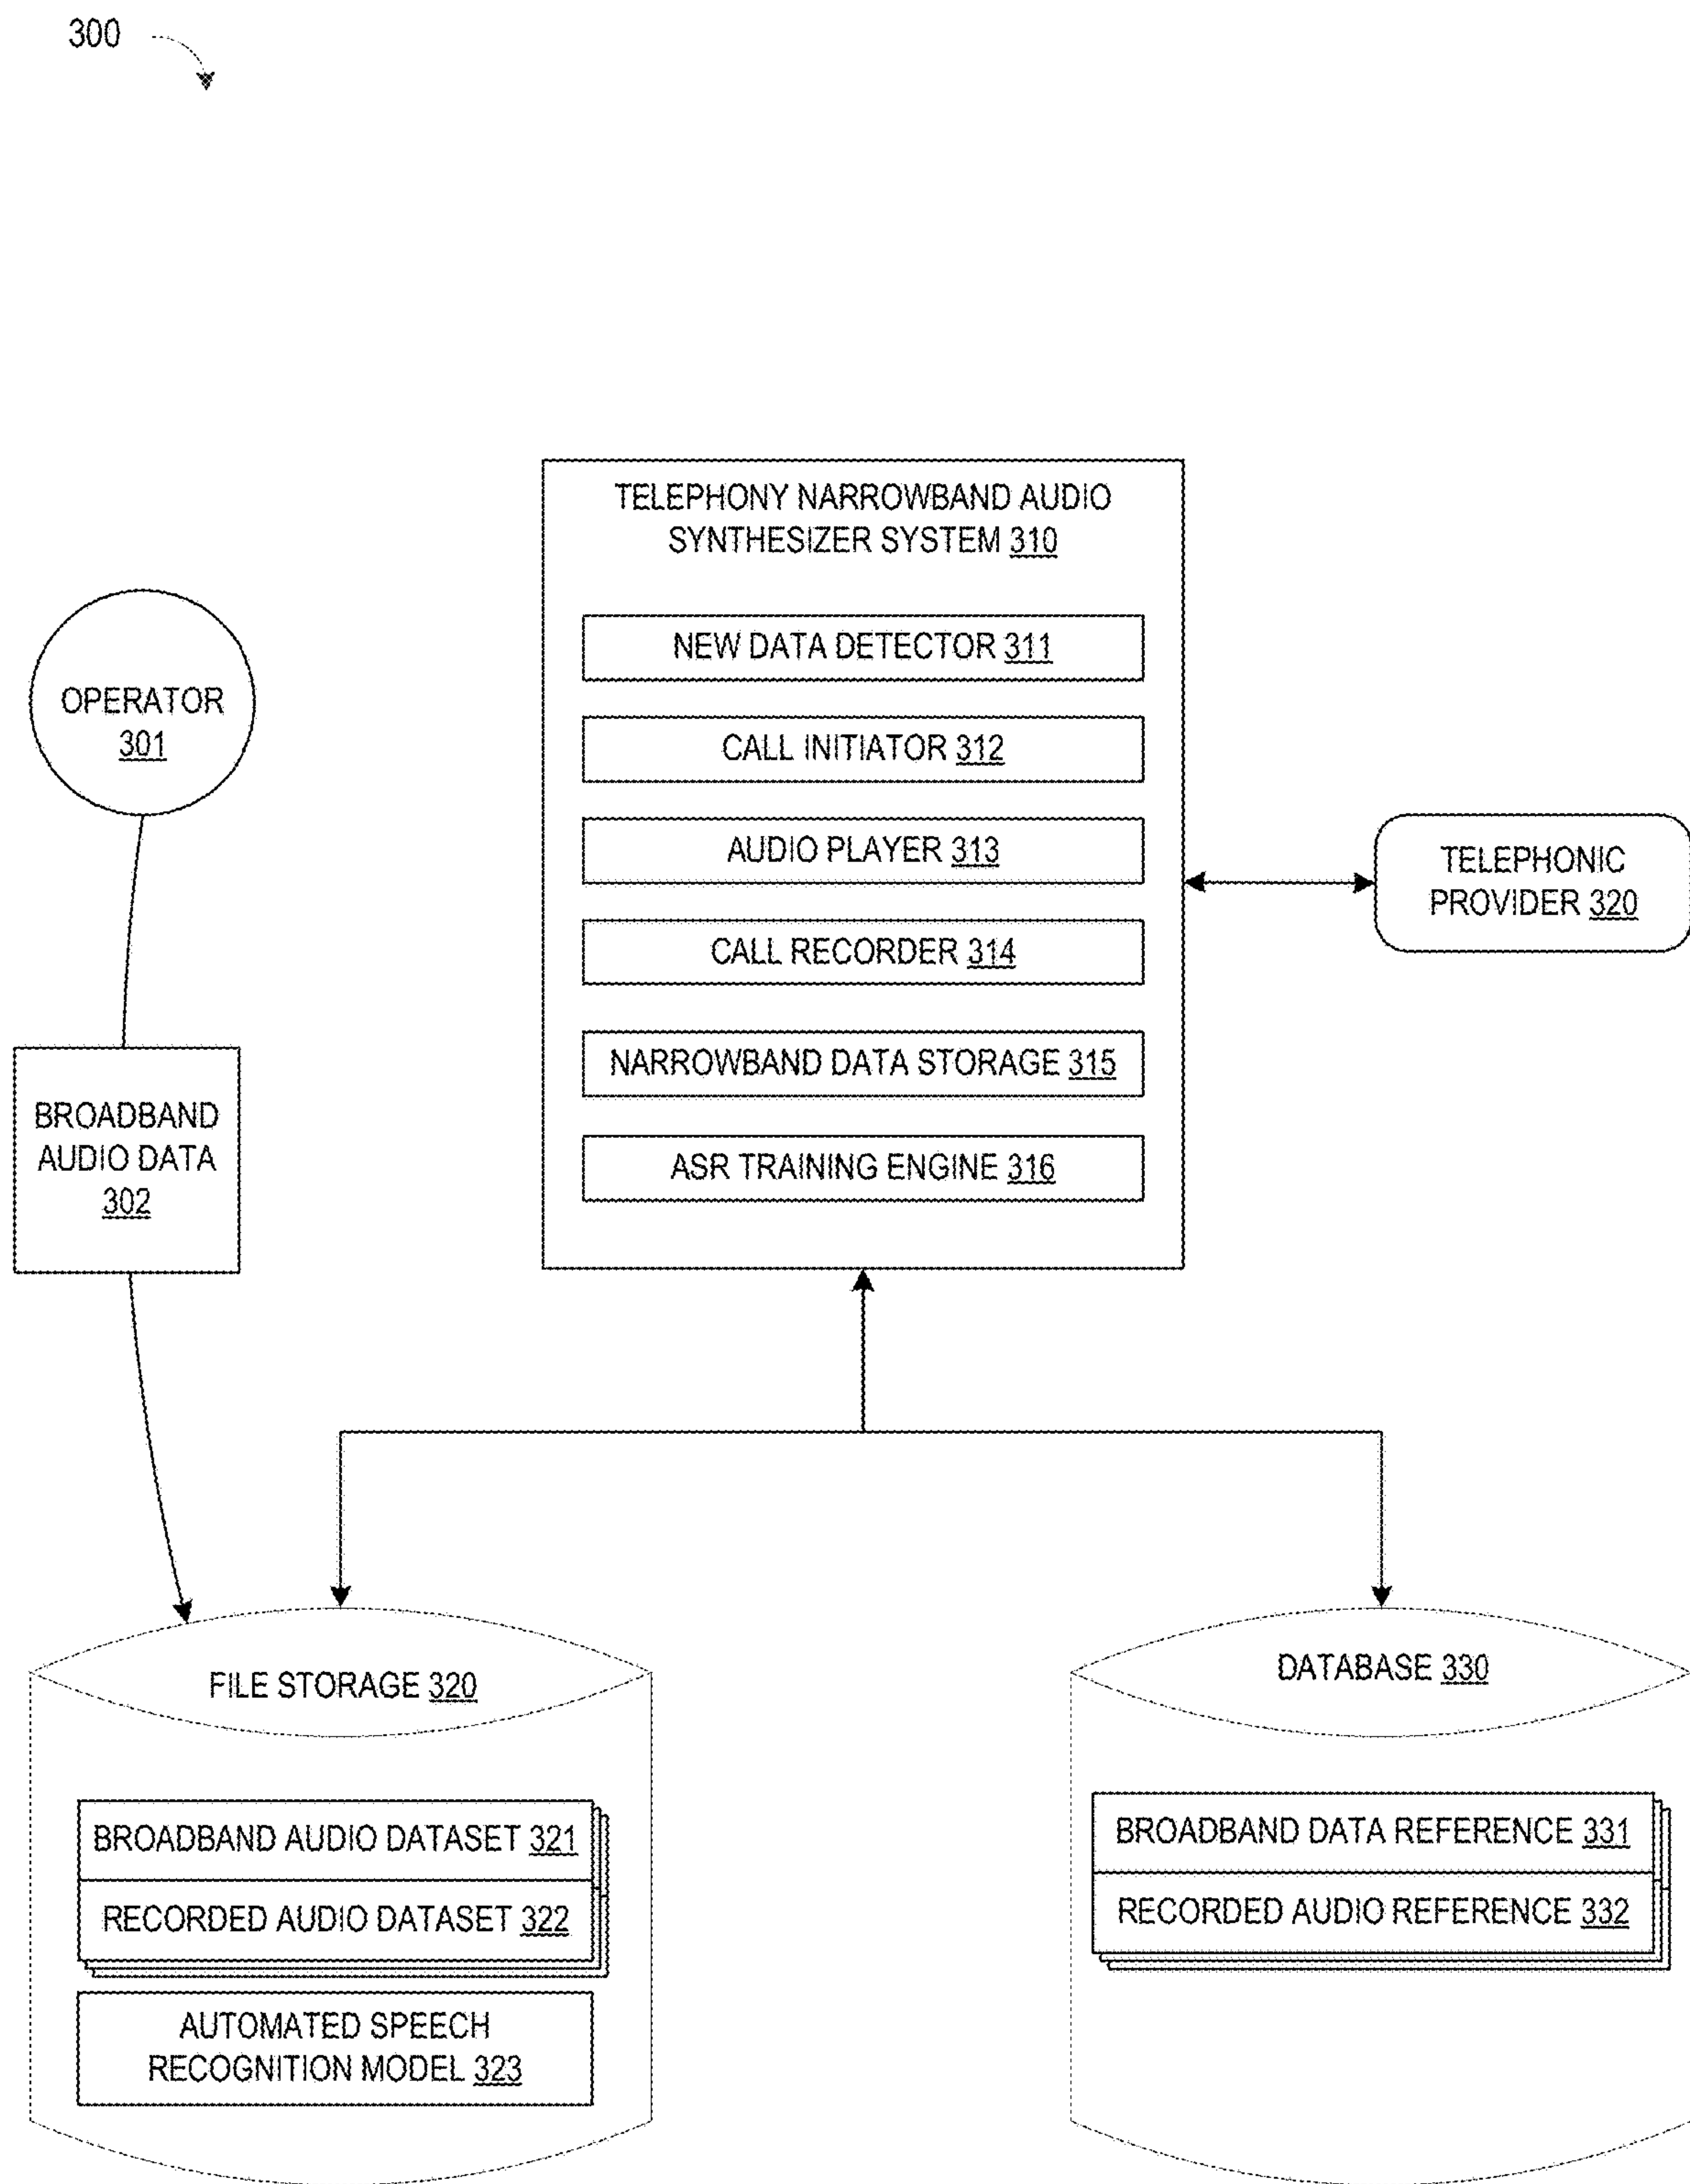 300
TELEPHONY NARROWBAND AUDIO
SYNTHESIZER SYSTEM 310
NEW DATA DETECTOR 311
CALL INITIATOR 312
AUDIO PLAYER 313
CALL RECORDER 314
NARROWBAND DATA STORAGE 315
ASR TRAINING ENGINE 316
OPERATOR
301
TELEPHONIC
PROVIDER 320
BROADBAND
AUDIO DATA
302
FILE STORAGE 320
BROADBAND AUDIO DATASET 321
RECORDED AUDIO DATASET 322
AUTOMATED SPEECH
RECOGNITION MODEL 323
DATABASE 330
BROADBAND DATA REFERENCE 331
RECORDED AUDIO REFERENCE 332